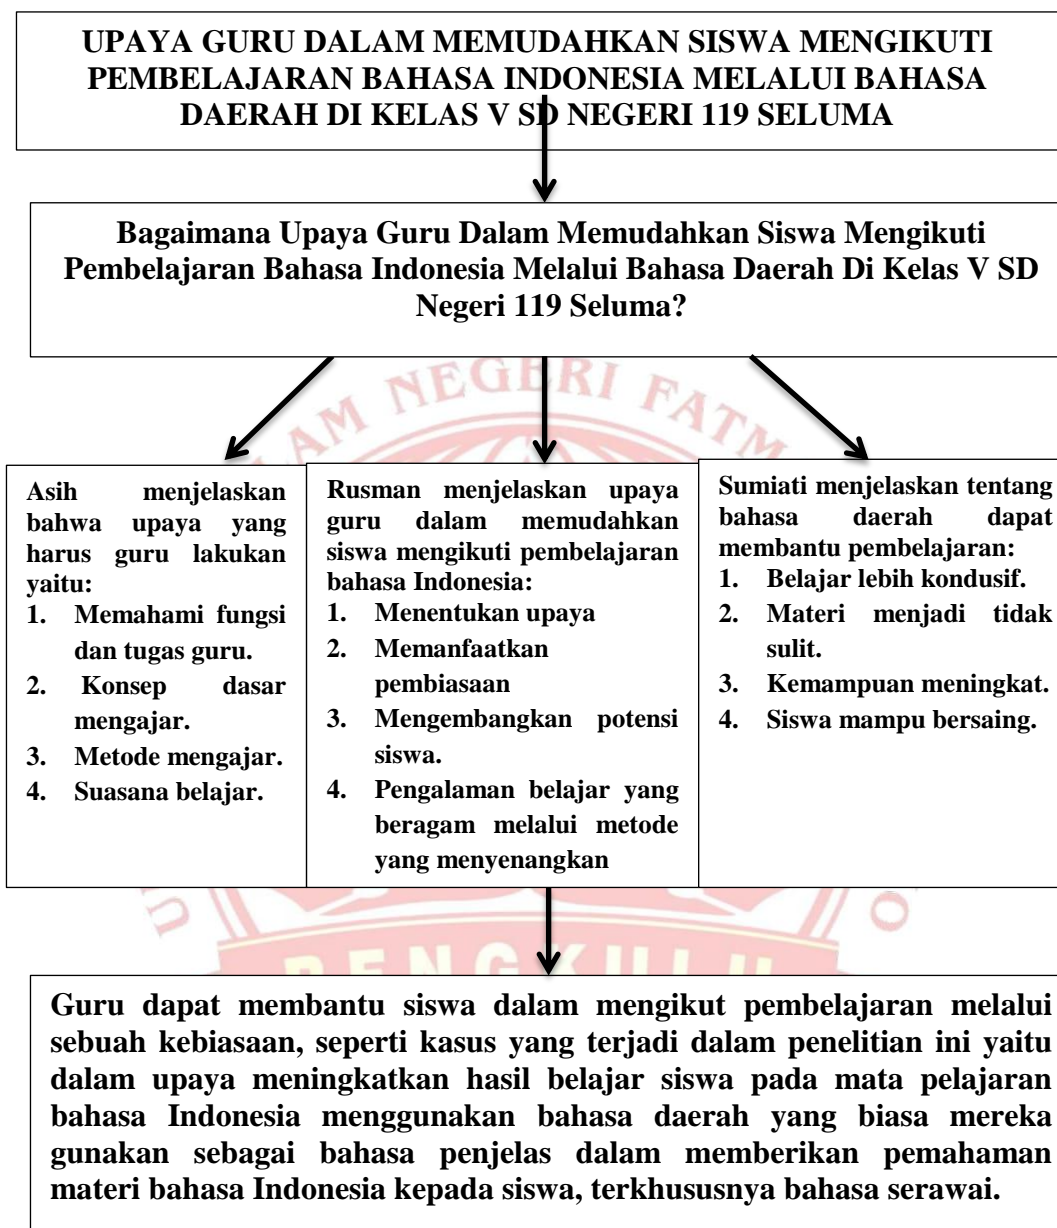 UPAYA GURU DALAM MEMUDAHKAN SISWA MENGIKUTI
PEMBELAJARAN BAHASA INDONESIA MELALUI BAHASA
DAERAH DI KELAS V SD NEGERI 119 SELUMA
Bagaimana Upaya Guru Dalam Memudahkan Siswa Mengikuti
Pembelajaran Bahasa Indonesia Melalui Bahasa Daerah Di Kelas V SD
Negeri 119 Seluma?
AM NEGERI FATM
Asih menjelaskan
bahwa upaya yang
harus guru lakukan
yaitu:
1. Memahami fungsi
dan tugas guru.
2. Konsep dasar
mengajar.
3. Metode mengajar.
4. Suasana belajar.
Rusman menjelaskan upaya
guru dalam memudahkan
siswa mengikuti pembelajaran
bahasa Indonesia:
1. Menentukan upaya
2. Memanfaatkan
pembiasaan
3. Mengembangkan potensi
siswa.
4. Pengalaman belajar yang
beragam melalui metode
yang menyenangkan
Sumiati menjelaskan tentang
bahasa daerah dapat
membantu pembelajaran:
1. Belajar lebih kondusif.
2. Materi menjadi tidak
sulit.
3. Kemampuan meningkat.
4. Siswa mampu bersaing.
BENGKULU
Guru dapat membantu siswa dalam mengikut pembelajaran melalui
sebuah kebiasaan, seperti kasus yang terjadi dalam penelitian ini yaitu
dalam upaya meningkatkan hasil belajar siswa pada mata pelajaran
bahasa Indonesia menggunakan bahasa daerah yang biasa mereka
gunakan sebagai bahasa penjelas dalam memberikan pemahaman
materi bahasa Indonesia kepada siswa, terkhususnya bahasa serawai.